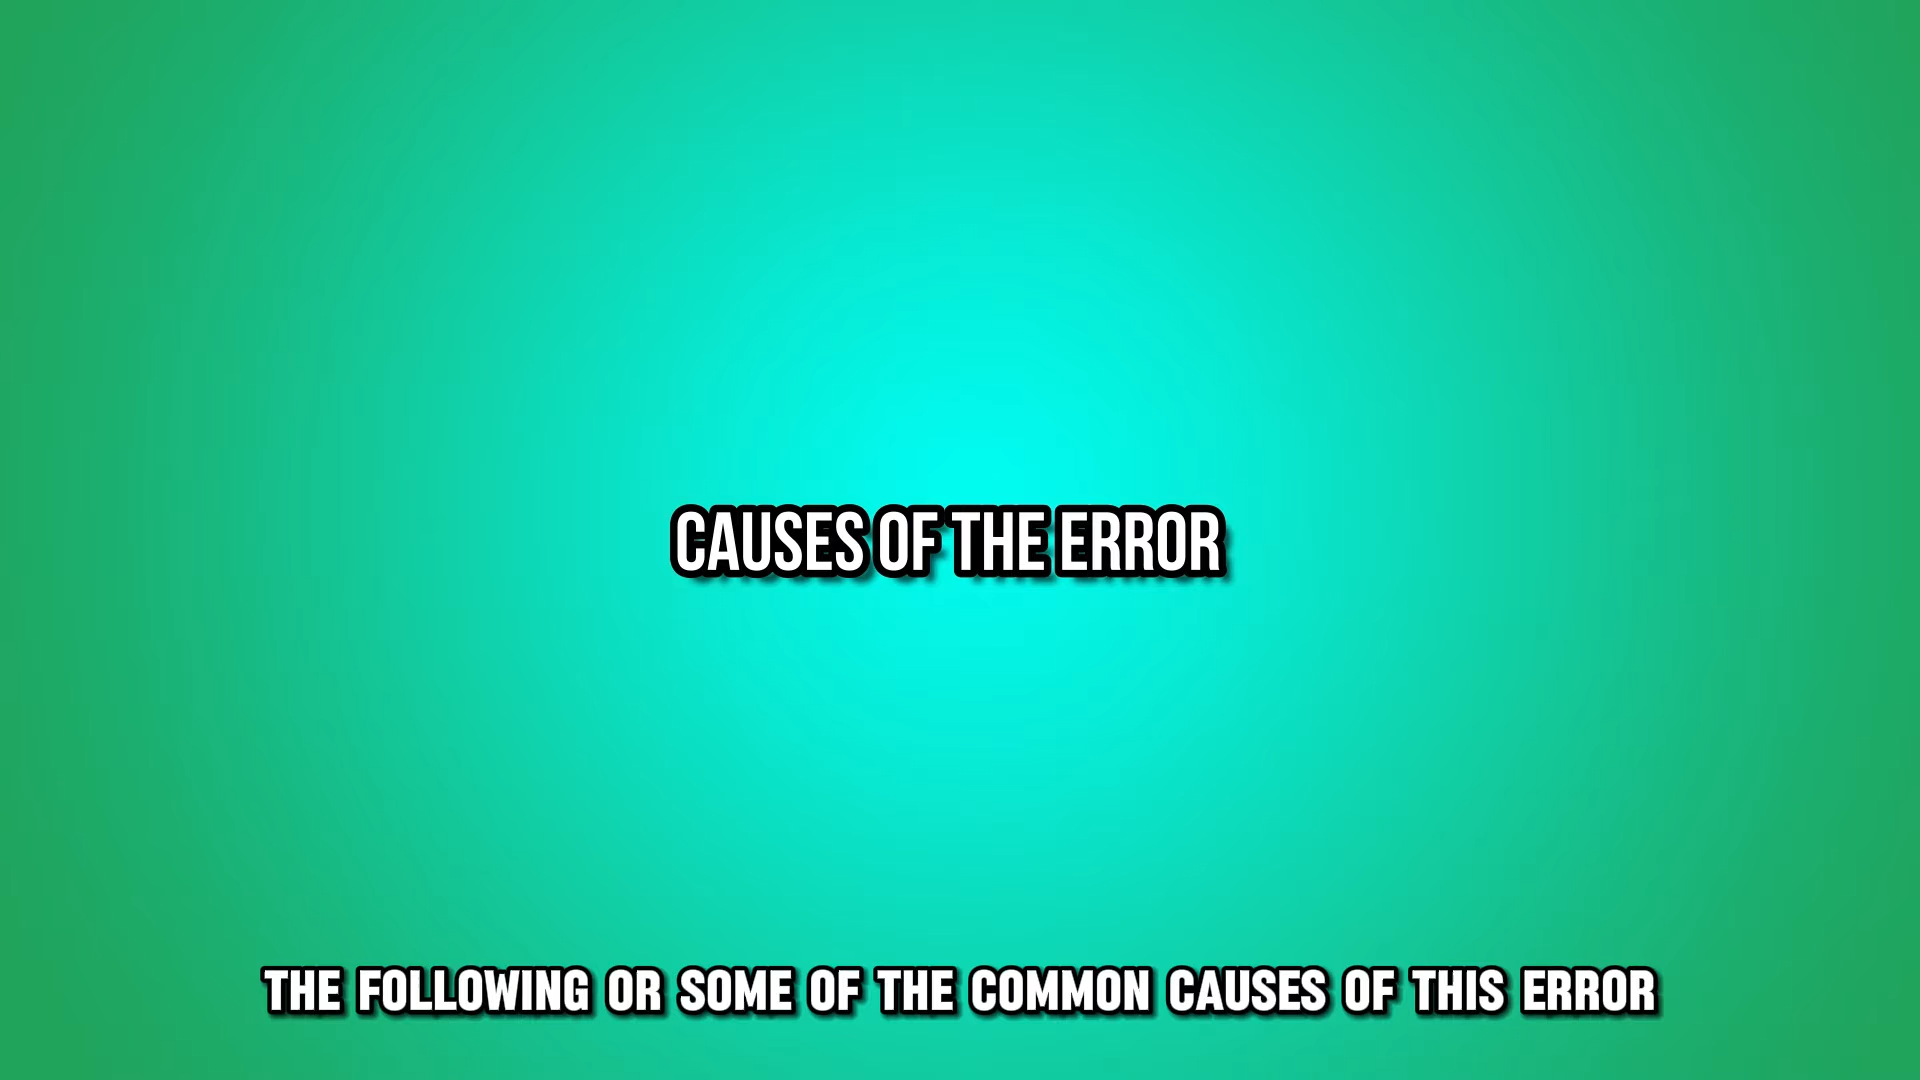 CAUSES OF THE ERROR
THE FOLLOWING OR SOME OF THE COMMON CAUSES OF THIS ERROR